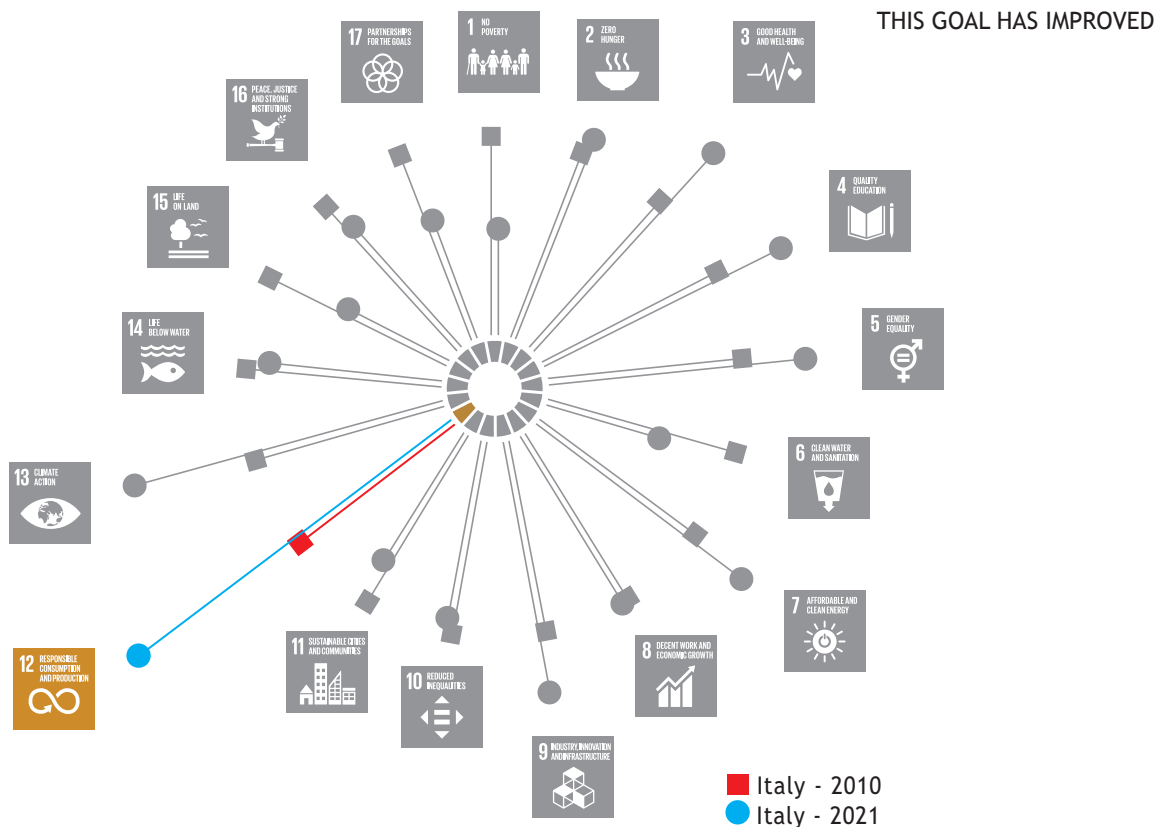 THIS GOAL HAS IMPROVED
1 NO
POVERTY
2 ZERO
HUNGER
3 GOOD HEALTH
AND WELL-BEING
4 QUALITY
EDUCATION
5 GENDER
EQUALITY
6 CLEAN WATER
AND SANITATION
7 AFFORDABLE AND
CLEAN ENERGY
8 DECENT WORK AND
ECONOMIC GROWTH
9 INDUSTRY, INNOVATION
AND INFRASTRUCTURE
10 REDUCED
INEQUALITIES
11 SUSTAINABLE CITIES
AND COMMUNITIES
12 RESPONSIBLE
CONSUMPTION
AND PRODUCTION
13 CLIMATE
ACTION
14 LIFE
BELOW WATER
15 LIFE
ON LAND
16 PEACE, JUSTICE
AND STRONG
INSTITUTIONS
17 PARTNERSHIPS
FOR THE GOALS
Italy - 2010
Italy - 2021